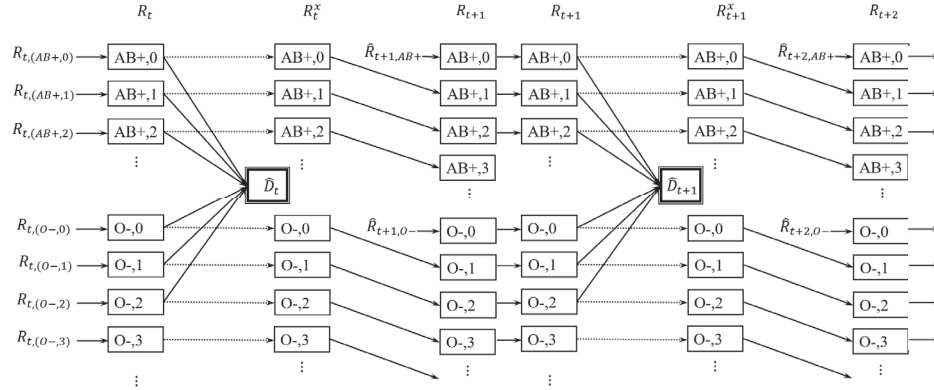 R_t R_t^x R_{t+1} R_{t+1} R_{t+1}^x R_{t+2}
R_{t,(AB+,0)} AB+,0 AB+,0 R̂_{t+1,AB+} AB+,0 AB+,0 AB+,0 R̂_{t+2,AB+} AB+,0
R_{t,(AB+,1)} AB+,1 AB+,1 AB+,1 AB+,1 AB+,1 AB+,1
R_{t,(AB+,2)} AB+,2 AB+,2 AB+,2 AB+,2 AB+,2 AB+,2
⋮ ⋮ AB+,3 ⋮ ⋮ AB+,3
D̂_t ⋮ D̂_{t+1} ⋮
R_{t,(O-,0)} O-,0 O-,0 R̂_{t+1,O-} O-,0 O-,0 O-,0 R̂_{t+2,O-} O-,0
R_{t,(O-,1)} O-,1 O-,1 O-,1 O-,1 O-,1 O-,1
R_{t,(O-,2)} O-,2 O-,2 O-,2 O-,2 O-,2 O-,2
R_{t,(O-,3)} O-,3 O-,3 O-,3 O-,3 O-,3 O-,3
⋮ ⋮ ⋮ ⋮ ⋮ ⋮